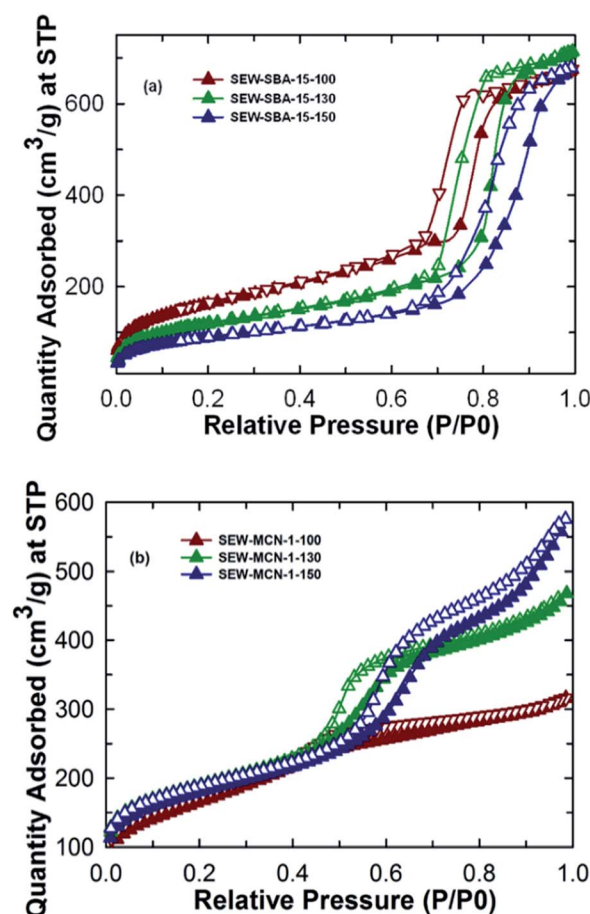 (a)
SEW-SBA-15-100
SEW-SBA-15-130
SEW-SBA-15-150
Quantity Adsorbed (cm³/g) at STP
600
400
200
0.0 0.2 0.4 0.6 0.8 1.0
Relative Pressure (P/P0)
(b)
SEW-MCN-1-100
SEW-MCN-1-130
SEW-MCN-1-150
Quantity Adsorbed (cm³/g) at STP
600
500
400
300
200
100
0.0 0.2 0.4 0.6 0.8 1.0
Relative Pressure (P/P0)